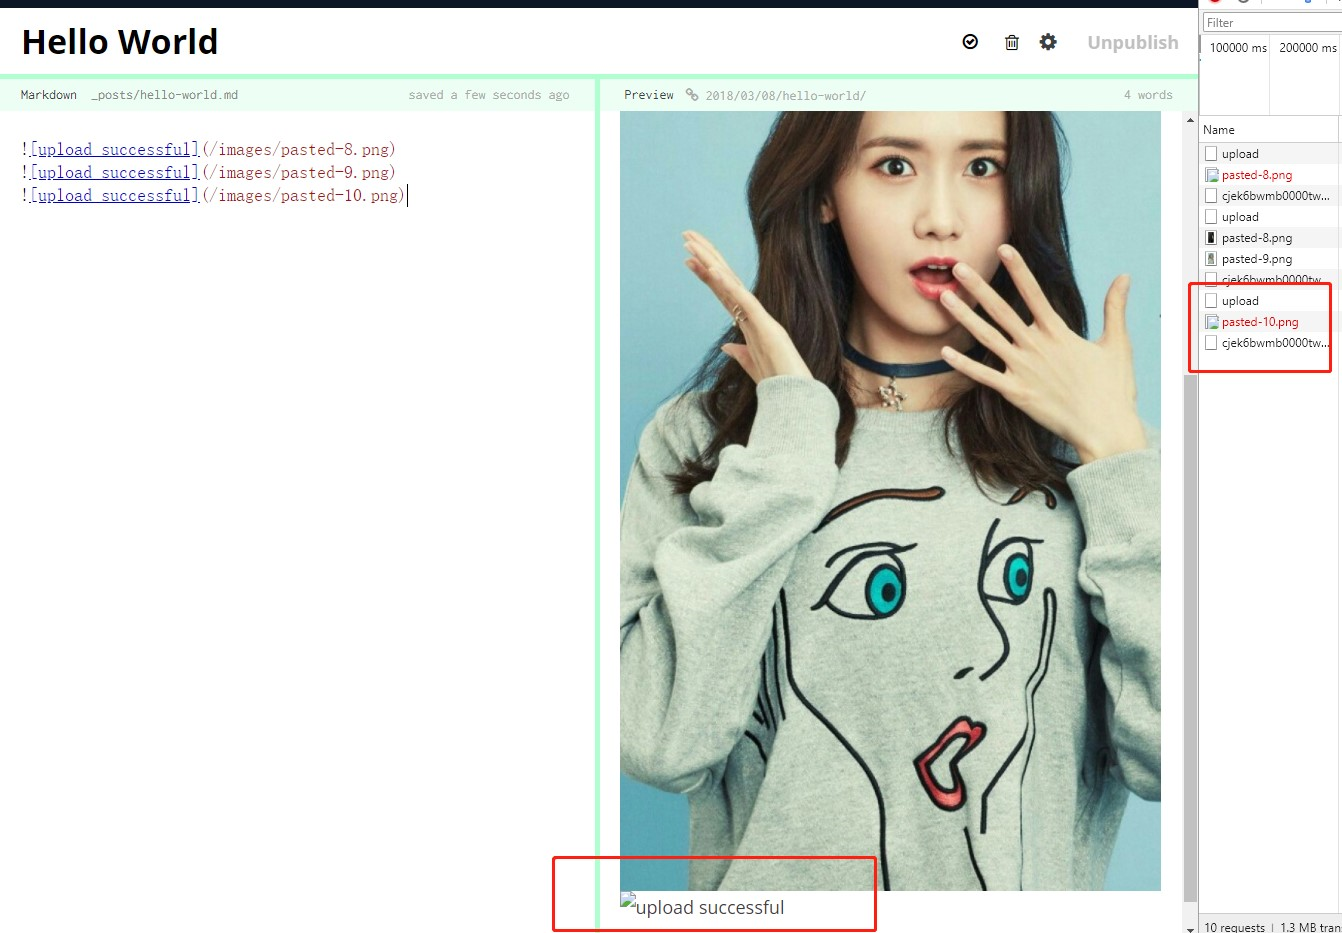 Hello World
Unpublish
Markdown _posts/hello-world.md saved a few seconds ago
Preview 2018/03/08/hello-world/ 4 words
![upload successful](/images/pasted-8.png)
![upload successful](/images/pasted-9.png)
![upload successful](/images/pasted-10.png)
upload successful
Filter
100000 ms 200000 ms
Name
upload
pasted-8.png
cjek6bwmb0000tw...
upload
pasted-8.png
pasted-9.png
cjek6bwmb0000tw...
upload
pasted-10.png
cjek6bwmb0000tw...
10 requests | 1.3 MB tran